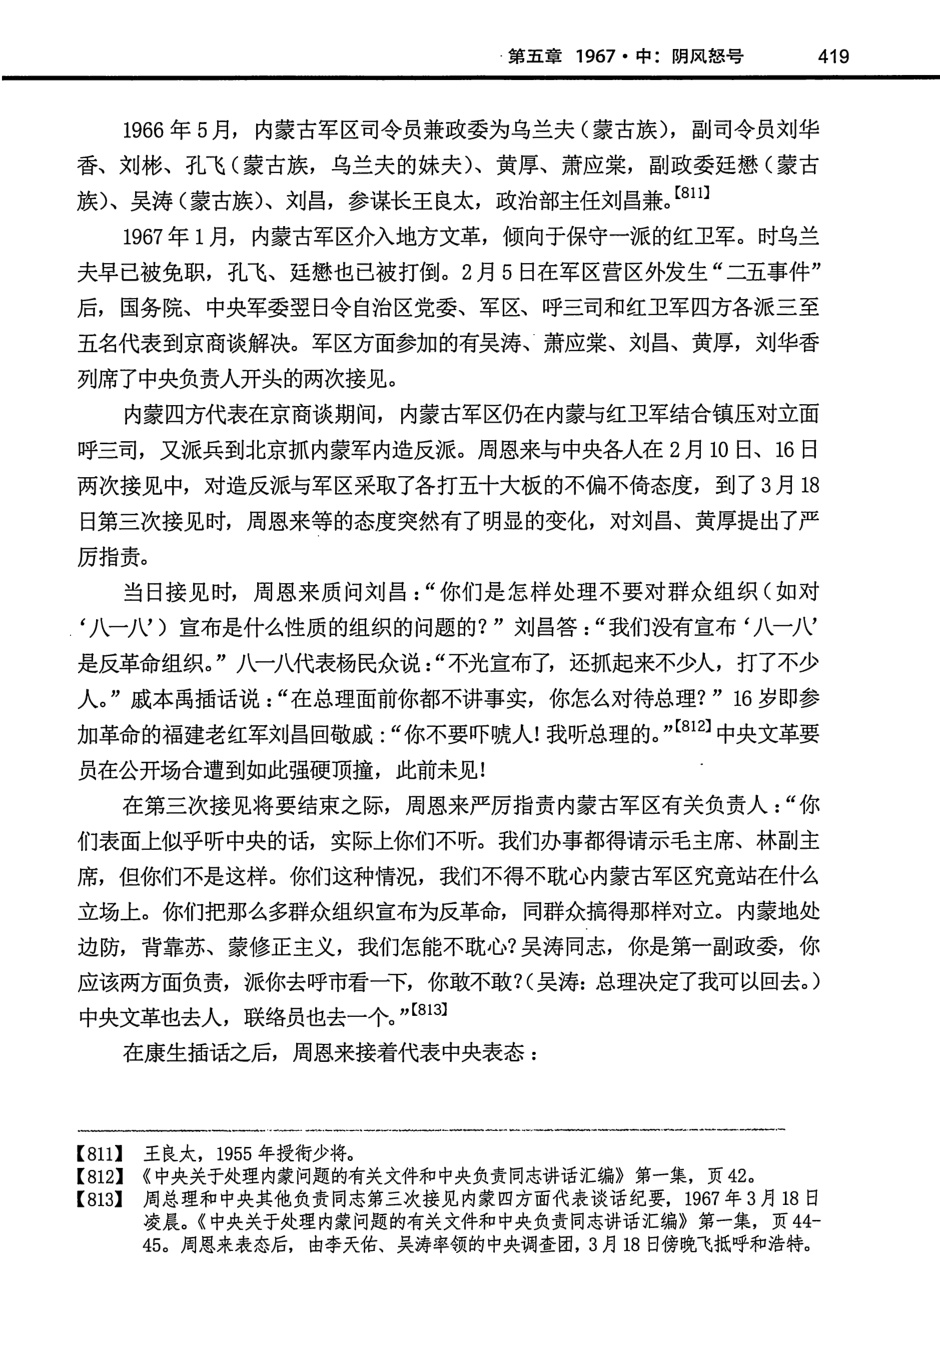 第五章 1967·中：阴风怒号 419
1966 年 5 月，内蒙古军区司令员兼政委为乌兰夫（蒙古族），副司令员刘华
香、刘彬、孔飞（蒙古族，乌兰夫的妹夫）、黄厚、萧应棠，副政委廷懋（蒙古
族）、吴涛（蒙古族）、刘昌，参谋长王良太，政治部主任刘昌兼。【811】
1967 年 1 月，内蒙古军区介入地方文革，倾向于保守一派的红卫军。时乌兰
夫早已被免职，孔飞、廷懋也已被打倒。2 月 5 日在军区营区外发生“二五事件”
后，国务院、中央军委翌日令自治区党委、军区、呼三司和红卫军四方各派三至
五名代表到京商谈解决。军区方面参加的有吴涛、萧应棠、刘昌、黄厚，刘华香
列席了中央负责人开头的两次接见。
内蒙四方代表在京商谈期间，内蒙古军区仍在内蒙与红卫军结合镇压对立面
呼三司，又派兵到北京抓内蒙军内造反派。周恩来与中央各人在 2 月 10 日、16 日
两次接见中，对造反派与军区采取了各打五十大板的不偏不倚态度，到了 3 月 18
日第三次接见时，周恩来等的态度突然有了明显的变化，对刘昌、黄厚提出了严
厉指责。
当日接见时，周恩来质问刘昌：“你们是怎样处理不要对群众组织（如对
‘八一八’）宣布是什么性质的组织的问题的？”刘昌答：“我们没有宣布‘八一八’
是反革命组织。”八一八代表杨民众说：“不光宣布了，还抓起来不少人，打了不少
人。”戚本禹插话说：“在总理面前你都不讲事实，你怎么对待总理？”16 岁即参
加革命的福建老红军刘昌回敬戚：“你不要吓唬人！我听总理的。”【812】中央文革要
员在公开场合遭到如此强硬顶撞，此前未见！
在第三次接见将要结束之际，周恩来严厉指责内蒙古军区有关负责人：“你
们表面上似乎听中央的话，实际上你们不听。我们办事都得请示毛主席、林副主
席，但你们不是这样。你们这种情况，我们不得不耽心内蒙古军区究竟站在什么
立场上。你们把那么多群众组织宣布为反革命，同群众搞得那样对立。内蒙地处
边防，背靠苏、蒙修正主义，我们怎能不耽心？吴涛同志，你是第一副政委，你
应该两方面负责，派你去呼市看一下，你敢不敢？（吴涛：总理决定了我可以回去。）
中央文革也去人，联络员也去一个。”【813】
在康生插话之后，周恩来接着代表中央表态：
【811】 王良太，1955 年授衔少将。
【812】《中央关于处理内蒙问题的有关文件和中央负责同志讲话汇编》第一集，页 42。
【813】 周总理和中央其他负责同志第三次接见内蒙四方面代表谈话纪要，1967 年 3 月 18 日
凌晨。《中央关于处理内蒙问题的有关文件和中央负责同志讲话汇编》第一集，页 44-
45。周恩来表态后，由李天佑、吴涛率领的中央调查团，3 月 18 日傍晚飞抵呼和浩特。